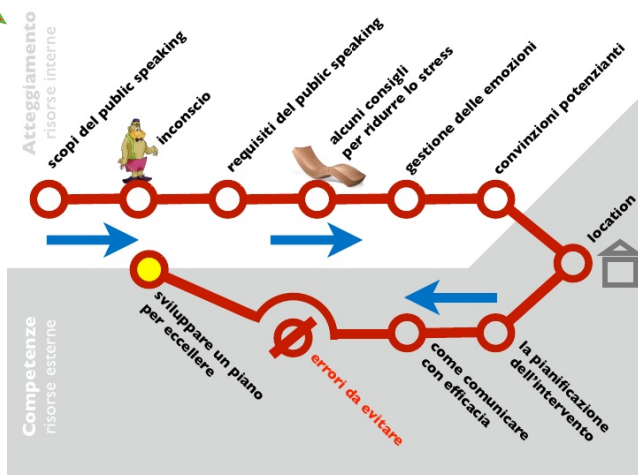 Atteggiamento
risorse interne
scopi del public speaking
inconscio
requisiti del public speaking
alcuni consigli
per ridurre lo stress
gestione delle emozioni
convinzioni potenzianti
location
la pianificazione
dell'intervento
come comunicare
con efficacia
errori da evitare
sviluppare un piano
per eccellere
Competenze
risorse esterne